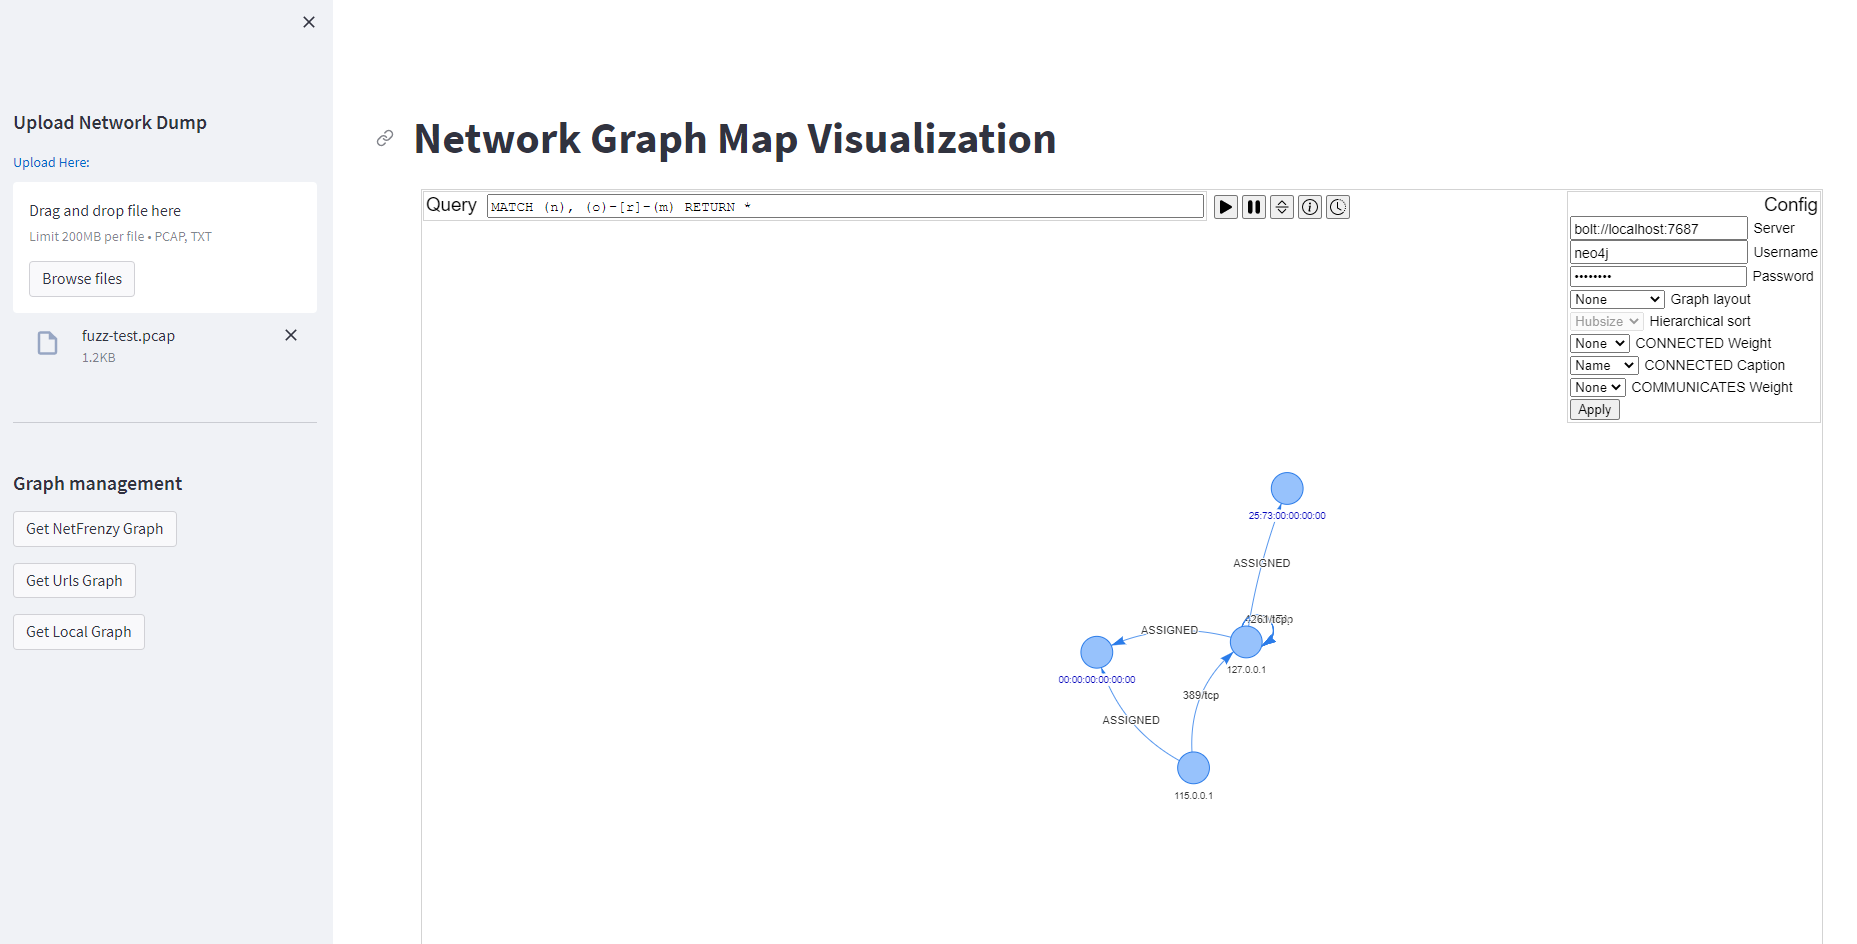 Upload Network Dump
Upload Here:
Drag and drop file here
Limit 200MB per file • PCAP, TXT
Browse files
fuzz-test.pcap
1.2KB
Graph management
Get NetFrenzy Graph
Get Urls Graph
Get Local Graph
Network Graph Map Visualization
Query MATCH (n), (o)-[r]-(m) RETURN *
Config
bolt://localhost:7687 Server
neo4j Username
•••••••• Password
None Graph layout
Hubsize Hierarchical sort
None CONNECTED Weight
Name CONNECTED Caption
None COMMUNICATES Weight
Apply
25:73:00:00:00:00
ASSIGNED
ASSIGNED
127.0.0.1
00:00:00:00:00:00
389/tcp
ASSIGNED
115.0.0.1